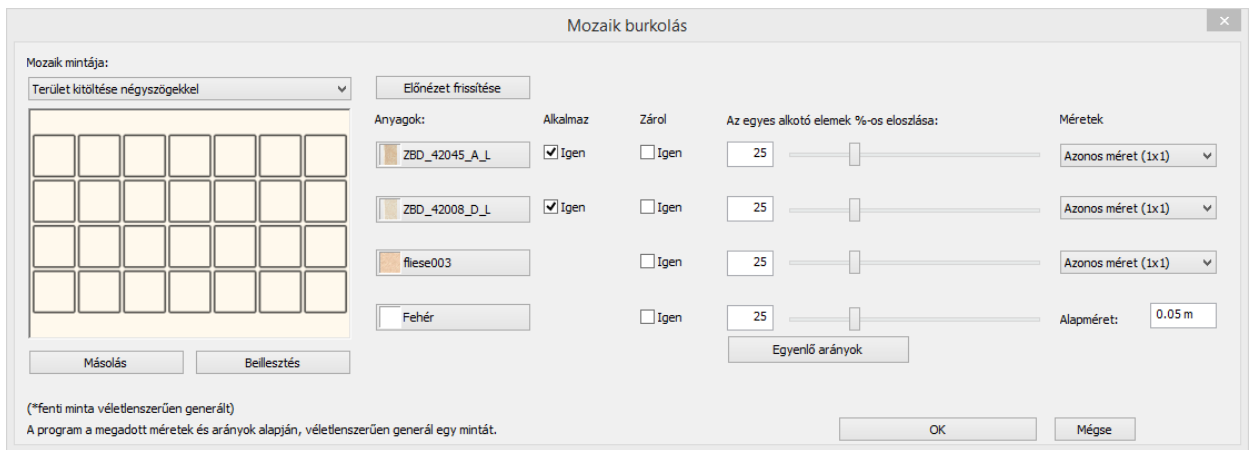 Mozaik burkolás
Mozaik mintája:
Terület kitöltése négyszögekkel
Előnézet frissítése
Anyagok: Alkalmaz Zárol Az egyes alkotó elemek %-os eloszlása: Méretek
ZBD_42045_A_L Igen Igen 25 Azonos méret (1x1)
ZBD_42008_D_L Igen Igen 25 Azonos méret (1x1)
fliese003 Igen 25 Azonos méret (1x1)
Fehér Igen 25 Alapméret: 0.05 m
Egyenlő arányok
Másolás Beillesztés
(*fenti minta véletlenszerűen generált)
A program a megadott méretek és arányok alapján, véletlenszerűen generál egy mintát.
OK Mégse